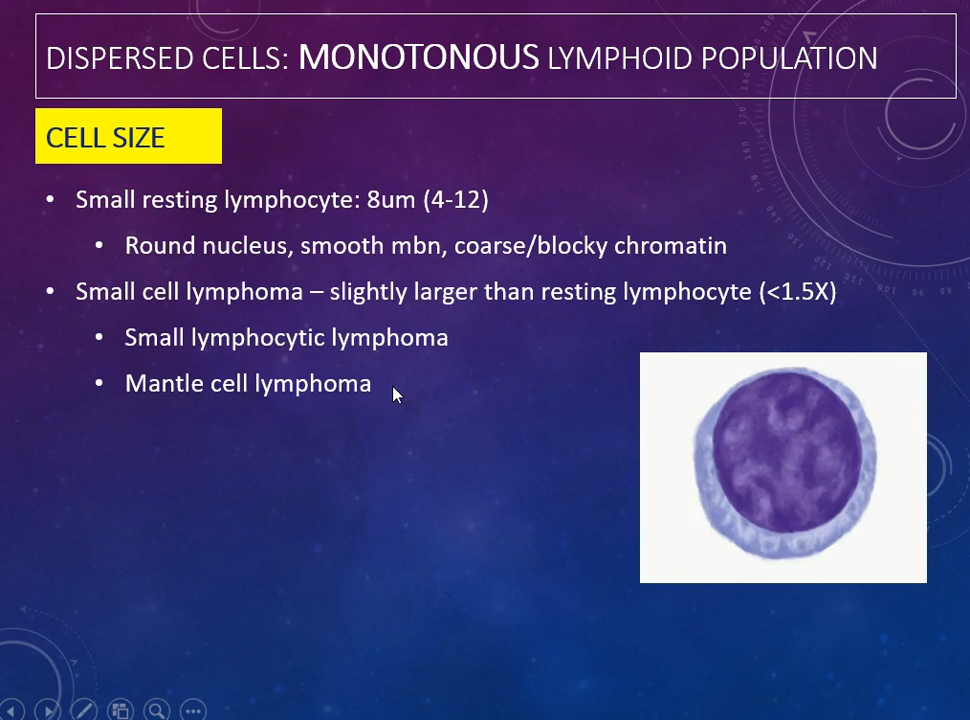 DISPERSED CELLS: MONOTONOUS LYMPHOID POPULATION
CELL SIZE
• Small resting lymphocyte: 8um (4-12)
• Round nucleus, smooth mbn, coarse/blocky chromatin
• Small cell lymphoma – slightly larger than resting lymphocyte (<1.5X)
• Small lymphocytic lymphoma
• Mantle cell lymphoma